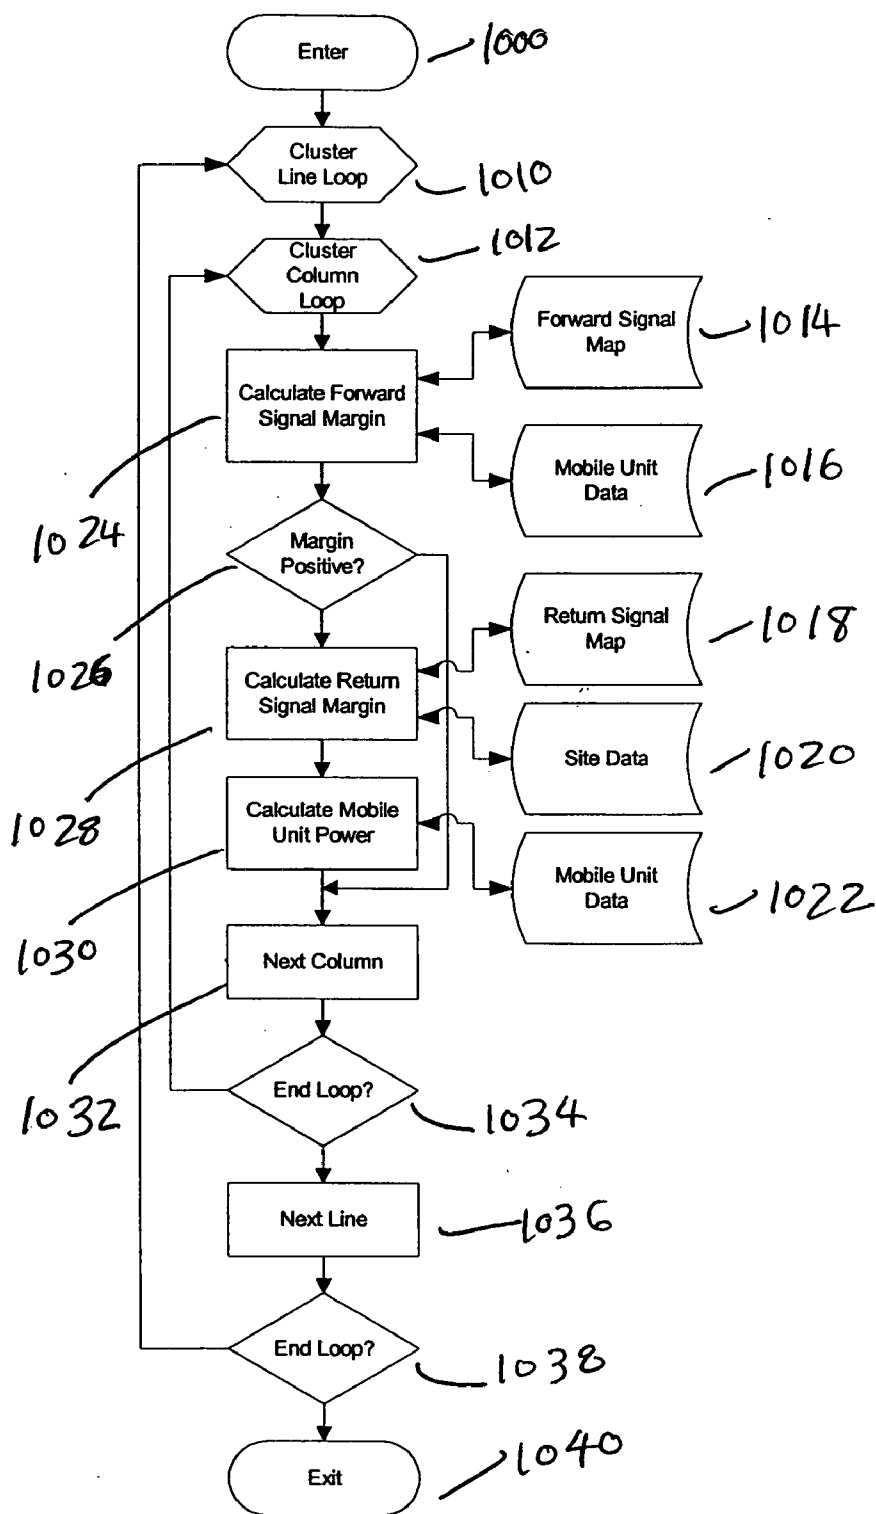 Enter
1000
Cluster
Line Loop
1010
Cluster
Column
Loop
1012
Forward Signal
Map
1014
Calculate Forward
Signal Margin
1024
Mobile Unit
Data
1016
Margin
Positive?
1026
Return Signal
Map
1018
Calculate Return
Signal Margin
1028
Site Data
1020
Calculate Mobile
Unit Power
1030
Mobile Unit
Data
1022
Next Column
1032
End Loop?
1034
Next Line
1036
End Loop?
1038
Exit
1040